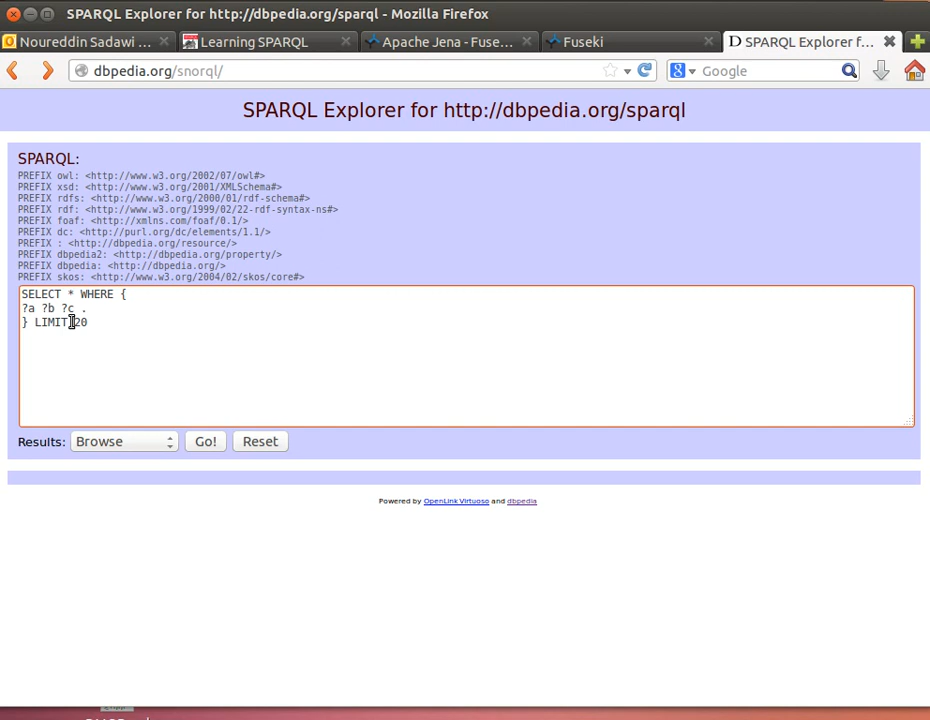 SPARQL Explorer for http://dbpedia.org/sparql - Mozilla Firefox
Noureddin Sadawi ...
Learning SPARQL
Apache Jena - Fuse...
Fuseki
D SPARQL Explorer f...
dbpedia.org/snorql/
Google
SPARQL Explorer for http://dbpedia.org/sparql
SPARQL:
PREFIX owl: <http://www.w3.org/2002/07/owl#>
PREFIX xsd: <http://www.w3.org/2001/XMLSchema#>
PREFIX rdfs: <http://www.w3.org/2000/01/rdf-schema#>
PREFIX rdf: <http://www.w3.org/1999/02/22-rdf-syntax-ns#>
PREFIX foaf: <http://xmlns.com/foaf/0.1/>
PREFIX dc: <http://purl.org/dc/elements/1.1/>
PREFIX : <http://dbpedia.org/resource/>
PREFIX dbpedia2: <http://dbpedia.org/property/>
PREFIX dbpedia: <http://dbpedia.org/>
PREFIX skos: <http://www.w3.org/2004/02/skos/core#>
SELECT * WHERE {
?a ?b ?c .
} LIMIT 20
Results: Browse Go! Reset
Powered by OpenLink Virtuoso and dbpedia